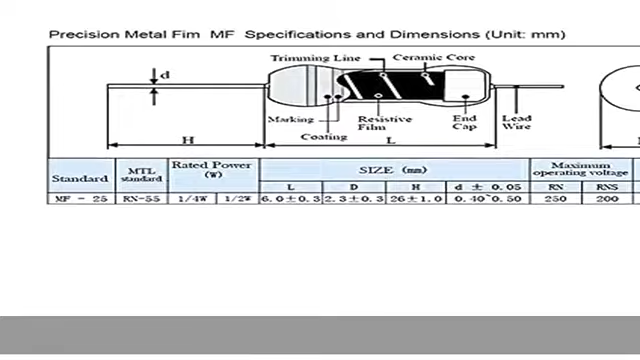 Precision Metal Fim MF Specifications and Dimensions (Unit: mm)
Trimming Line
Ceramic Core
d
Marking
Coating
Resistive Film
End Cap
Lead Wire
H
L
Standard
MTL standard
Rated Power (W)
SIZE (mm)
Maximum operating voltage
L D H d ± 0.05 RN RNS
MF - 25 RN-55 1/4W 1/2W 6.0±0.3 2.3±0.3 26±1.0 0.40~0.50 250 200